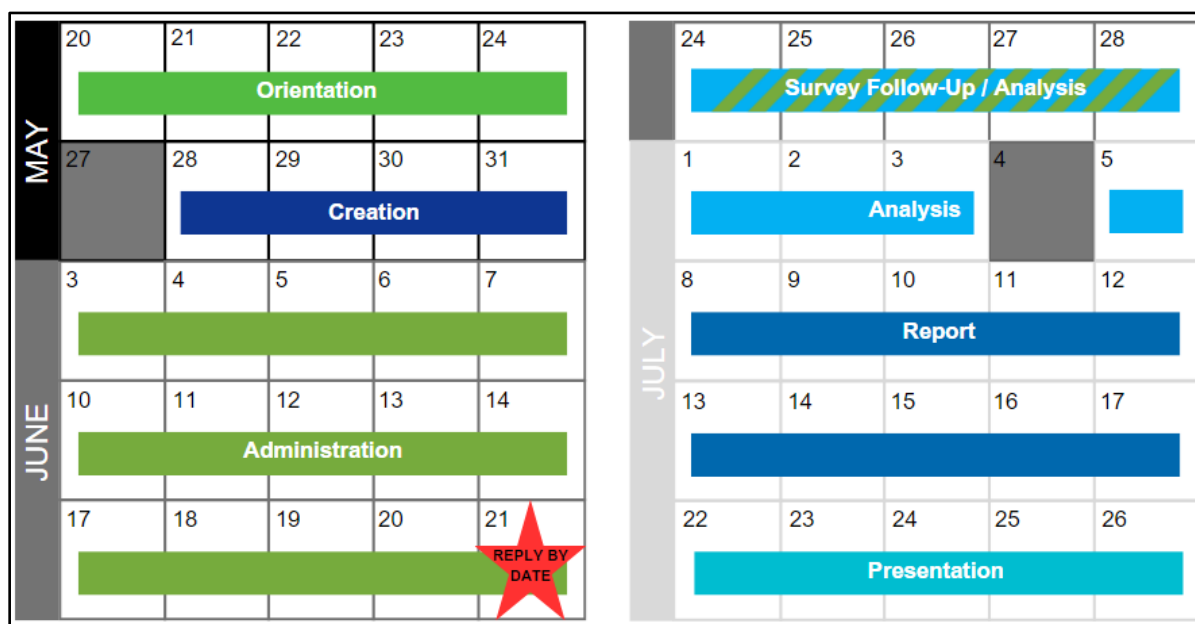 MAY
20 21 22 23 24
Orientation
27 28 29 30 31
Creation
JUNE
3 4 5 6 7
10 11 12 13 14
Administration
17 18 19 20 21
REPLY BY
DATE
24 25 26 27 28
Survey Follow-Up / Analysis
JULY
1 2 3 4 5
Analysis
8 9 10 11 12
Report
13 14 15 16 17
22 23 24 25 26
Presentation